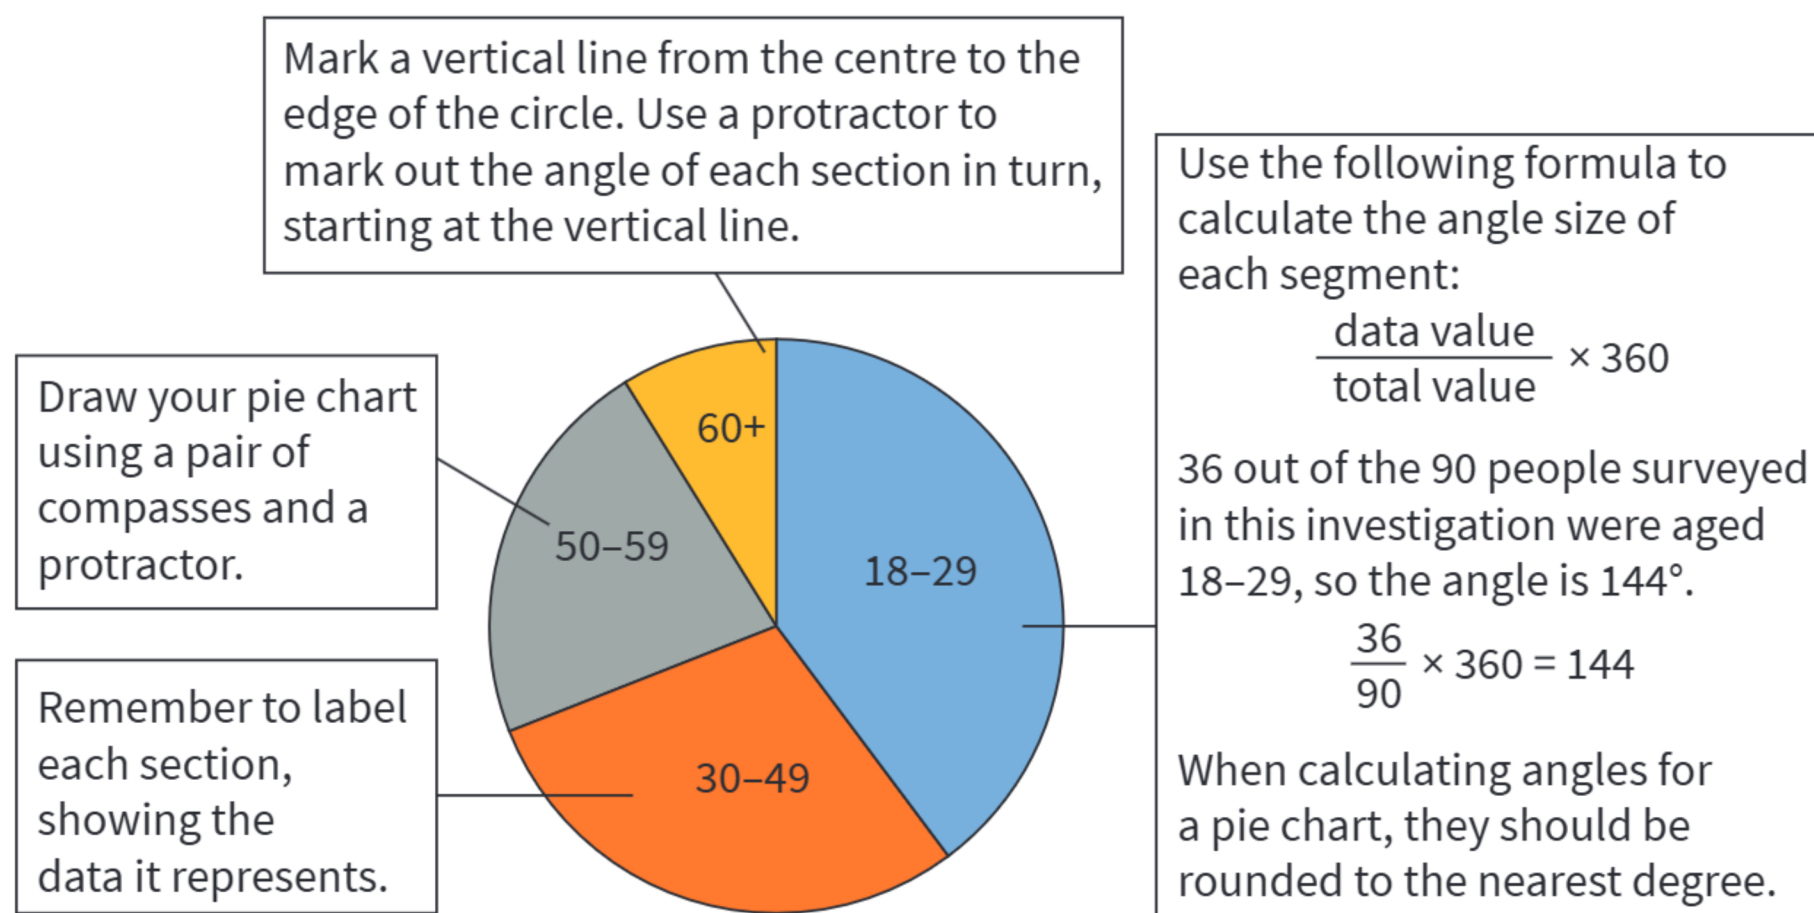 Mark a vertical line from the centre to the
edge of the circle. Use a protractor to
mark out the angle of each section in turn,
starting at the vertical line.
Use the following formula to
calculate the angle size of
each segment:
data value
total value
× 360
36 out of the 90 people surveyed
in this investigation were aged
18–29, so the angle is 144°.
36
90
× 360 = 144
When calculating angles for
a pie chart, they should be
rounded to the nearest degree.
Draw your pie chart
using a pair of
compasses and a
protractor.
Remember to label
each section,
showing the
data it represents.
60+
50–59
18–29
30–49